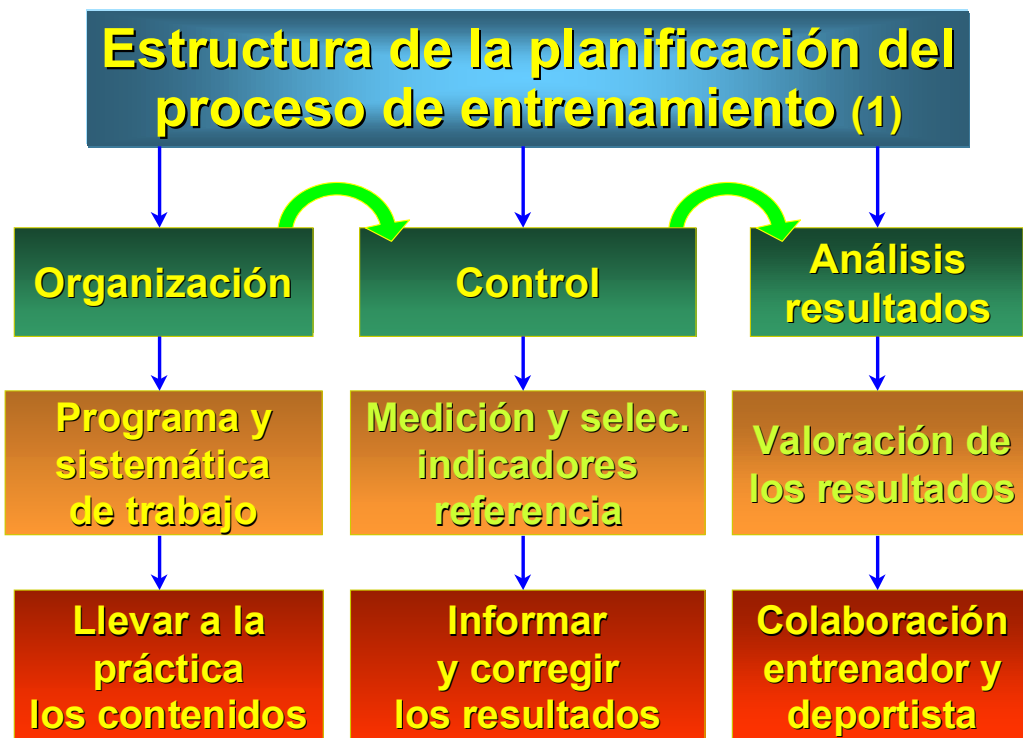 Estructura de la planificación del
proceso de entrenamiento (1)
Organización
Control
Análisis
resultados
Programa y
sistemática
de trabajo
Medición y selec.
indicadores
referencia
Valoración de
los resultados
Llevar a la
práctica
los contenidos
Informar
y corregir
los resultados
Colaboración
entrenador y
deportista